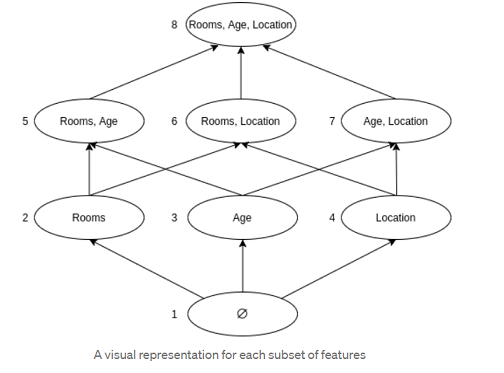 8 Rooms, Age, Location
5 Rooms, Age 6 Rooms, Location 7 Age, Location
2 Rooms 3 Age 4 Location
1 ∅
A visual representation for each subset of features